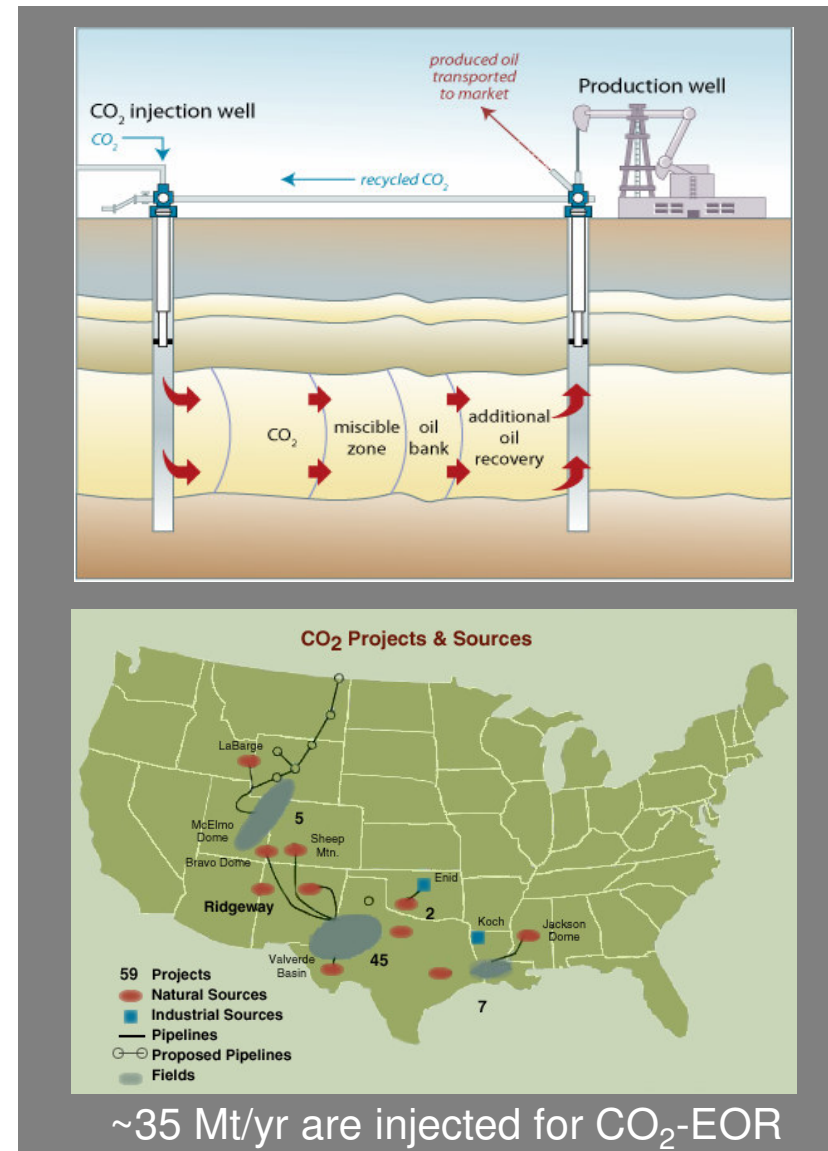 produced oil
transported
to market
Production well
CO2 injection well
CO2
recycled CO2
CO2
miscible
zone
oil
bank
additional
oil
recovery
CO2 Projects & Sources
LaBarge
McElmo
Dome
5
Sheep
Mtn.
Bravo Dome
Enid
Ridgeway
2
Koch
Jackson
Dome
Valverde
Basin
45
7
59 Projects
Natural Sources
Industrial Sources
Pipelines
Proposed Pipelines
Fields
~35 Mt/yr are injected for CO2-EOR